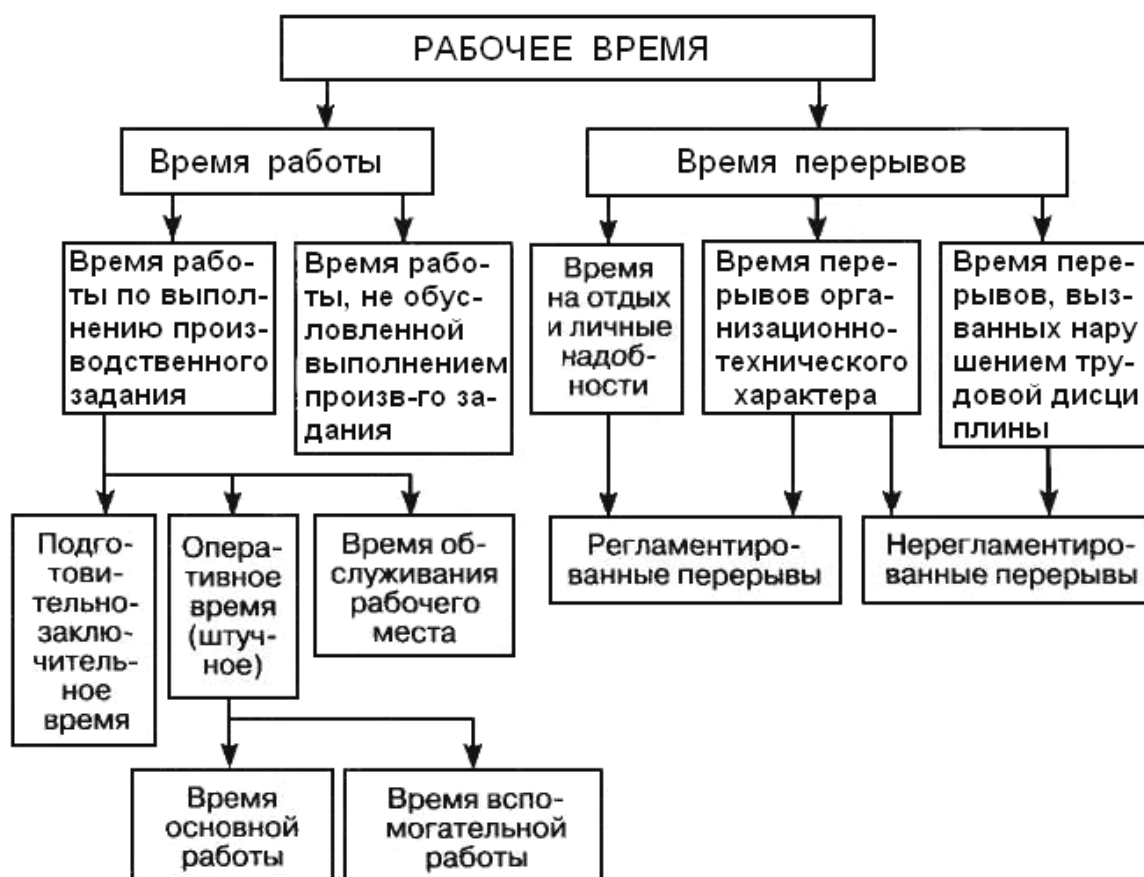 РАБОЧЕЕ ВРЕМЯ
Время работы
Время перерывов
Время рабо-
ты по выпол-
нению произ-
водственного
задания
Время рабо-
ты, не обус-
ловленной
выполнением
произв-го за-
дания
Время
на отдых
и личные
надоб-
ности
Время пере-
рывов орга-
низационно-
технического
характера
Время пере-
рывов, выз-
ванных нару
шением тру-
довой дисци
плины
Подго-
тови-
тельно-
заклю-
читель-
ное
время
Опера-
тивное
время
(штуч-
ное)
Время об-
служивания
рабочего
места
Регламентиро-
ванные перерывы
Нерегламентиро-
ванные перерывы
Время
основной
работы
Время вспо-
могательной
работы